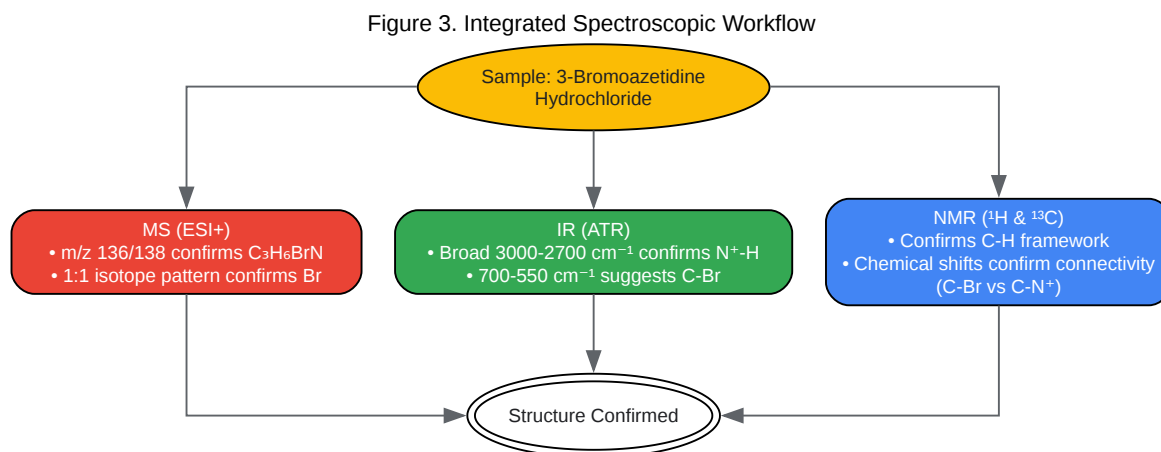 Figure 3. Integrated Spectroscopic Workflow
Sample: 3-Bromoazetidine
Hydrochloride
MS (ESI+)
• m/z 136/138 confirms C₃H₆BrN
• 1:1 isotope pattern confirms Br
IR (ATR)
• Broad 3000-2700 cm⁻¹ confirms N⁺-H
• 700-550 cm⁻¹ suggests C-Br
NMR (¹H & ¹³C)
• Confirms C-H framework
• Chemical shifts confirm connectivity
(C-Br vs C-N⁺)
Structure Confirmed